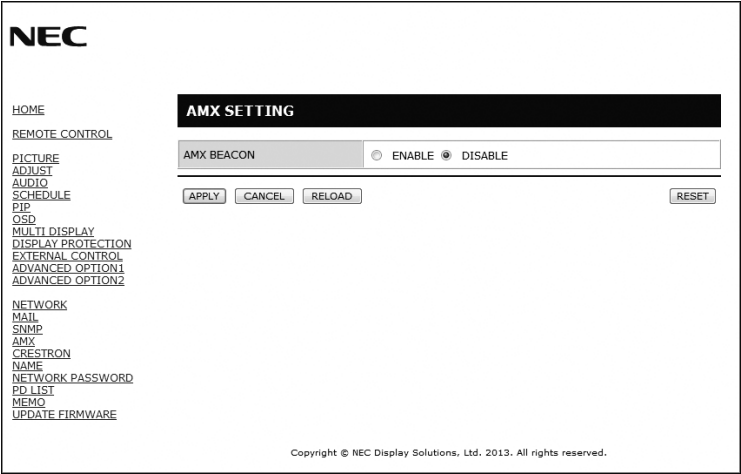 NEC
HOME
REMOTE CONTROL
PICTURE
ADJUST
AUDIO
SCHEDULE
PIP
OSD
MULTI DISPLAY
DISPLAY PROTECTION
EXTERNAL CONTROL
ADVANCED OPTION1
ADVANCED OPTION2
NETWORK
MAIL
SNMP
AMX
CRESTRON
NAME
NETWORK PASSWORD
PD LIST
MEMO
UPDATE FIRMWARE
AMX SETTING
AMX BEACON ENABLE DISABLE
APPLY CANCEL RELOAD RESET
Copyright © NEC Display Solutions, Ltd. 2013. All rights reserved.